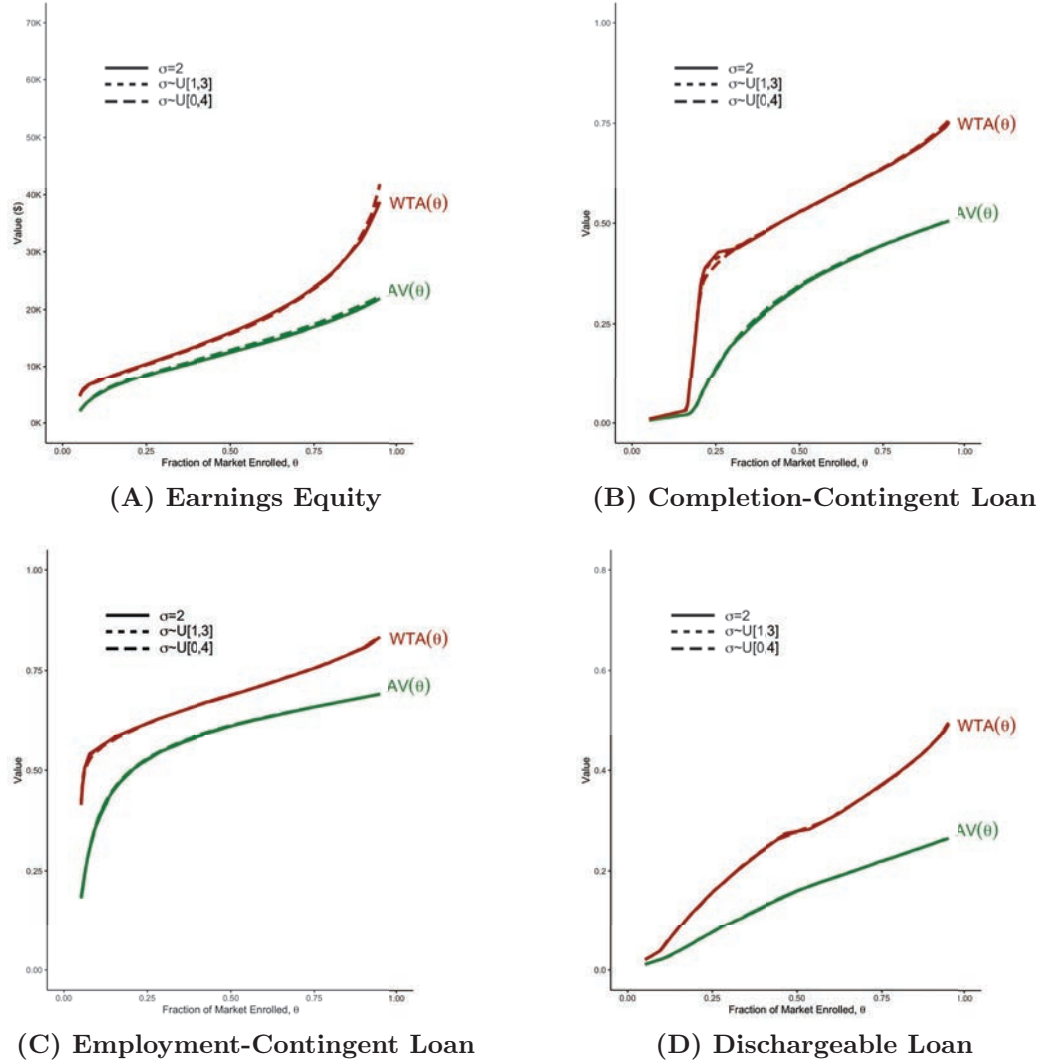 70K
60K
50K
40K
30K
20K
10K
0K
Value ($)
σ=2
σ~U[1,3]
σ~U[0,4]
WTA(θ)
AV(θ)
0.00 0.25 0.50 0.75 1.00
Fraction of Market Enrolled, θ
(A) Earnings Equity
1.00
0.75
0.50
0.25
0.00
Value
σ=2
σ~U[1,3]
σ~U[0,4]
WTA(θ)
AV(θ)
0.00 0.25 0.50 0.75 1.00
Fraction of Market Enrolled, θ
(B) Completion-Contingent Loan
1.00
0.75
0.50
0.25
0.00
Value
σ=2
σ~U[1,3]
σ~U[0,4]
WTA(θ)
AV(θ)
0.00 0.25 0.50 0.75 1.00
Fraction of Market Enrolled, θ
(C) Employment-Contingent Loan
0.8
0.6
0.4
0.2
0.0
Value
σ=2
σ~U[1,3]
σ~U[0,4]
WTA(θ)
AV(θ)
0.00 0.25 0.50 0.75 1.00
Fraction of Market Enrolled, θ
(D) Dischargeable Loan